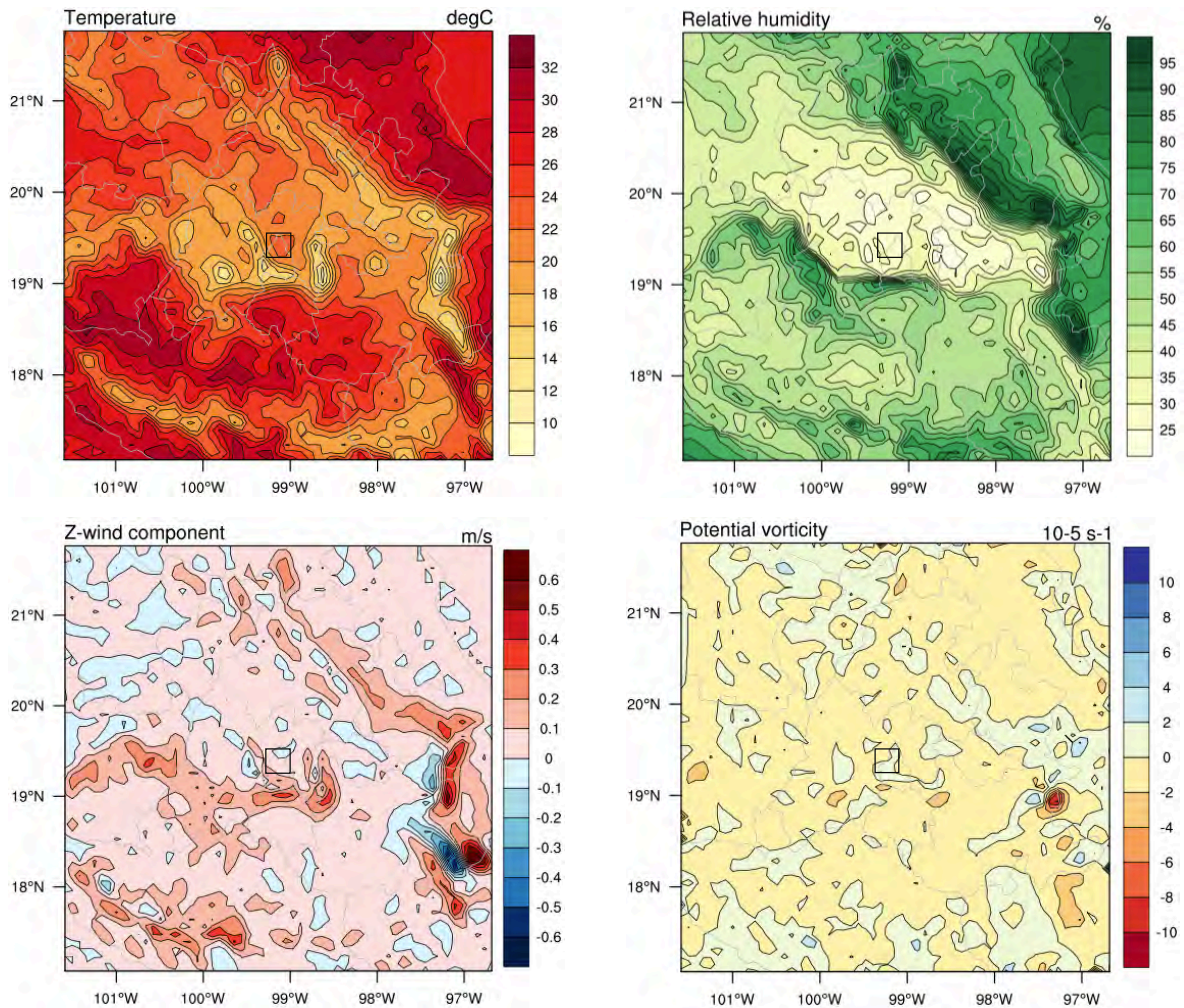 Temperature degC
32
30
28
26
24
22
20
18
16
14
12
10
21°N
20°N
19°N
18°N
101°W 100°W 99°W 98°W 97°W
Relative humidity %
95
90
85
80
75
70
65
60
55
50
45
40
35
30
25
21°N
20°N
19°N
18°N
101°W 100°W 99°W 98°W 97°W
Z-wind component m/s
0.6
0.5
0.4
0.3
0.2
0.1
0
-0.1
-0.2
-0.3
-0.4
-0.5
-0.6
21°N
20°N
19°N
18°N
101°W 100°W 99°W 98°W 97°W
Potential vorticity 10-5 s-1
10
8
6
4
2
0
-2
-4
-6
-8
-10
21°N
20°N
19°N
18°N
101°W 100°W 99°W 98°W 97°W